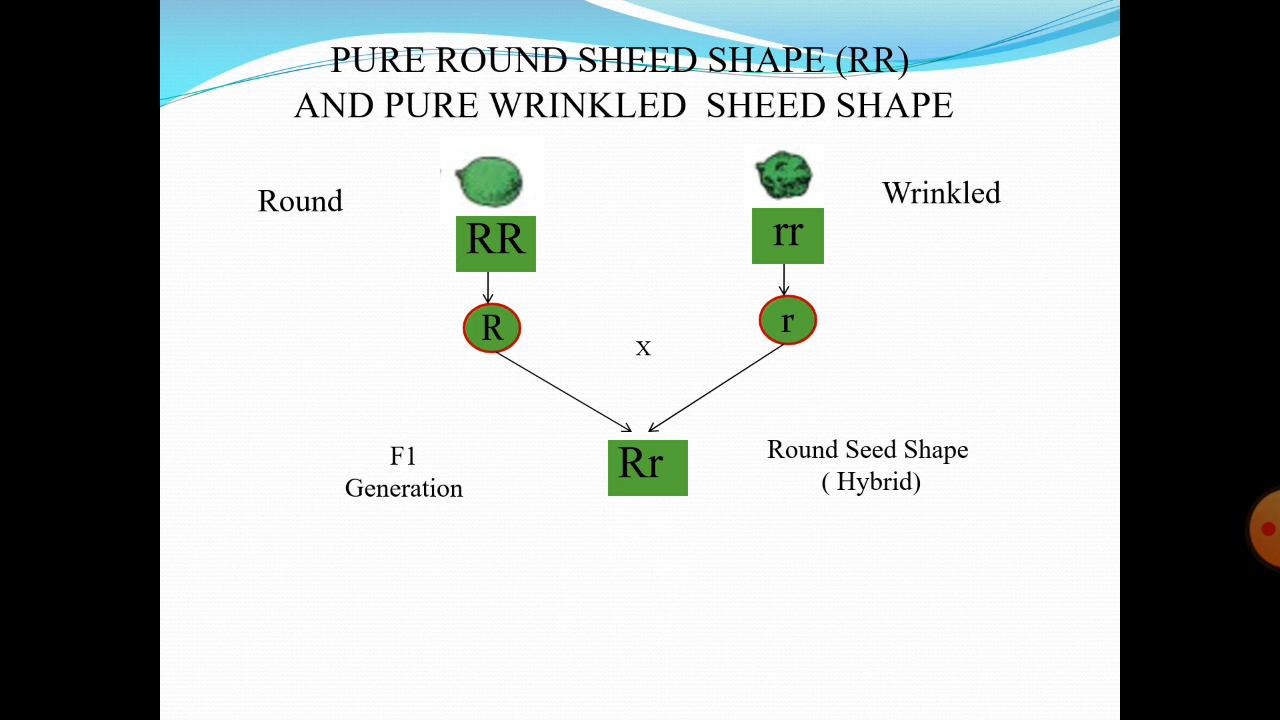 PURE ROUND SHEED SHAPE (RR)
AND PURE WRINKLED SHEED SHAPE
Round
Wrinkled
RR
rr
R
r
X
F1
Generation
Rr
Round Seed Shape
( Hybrid)